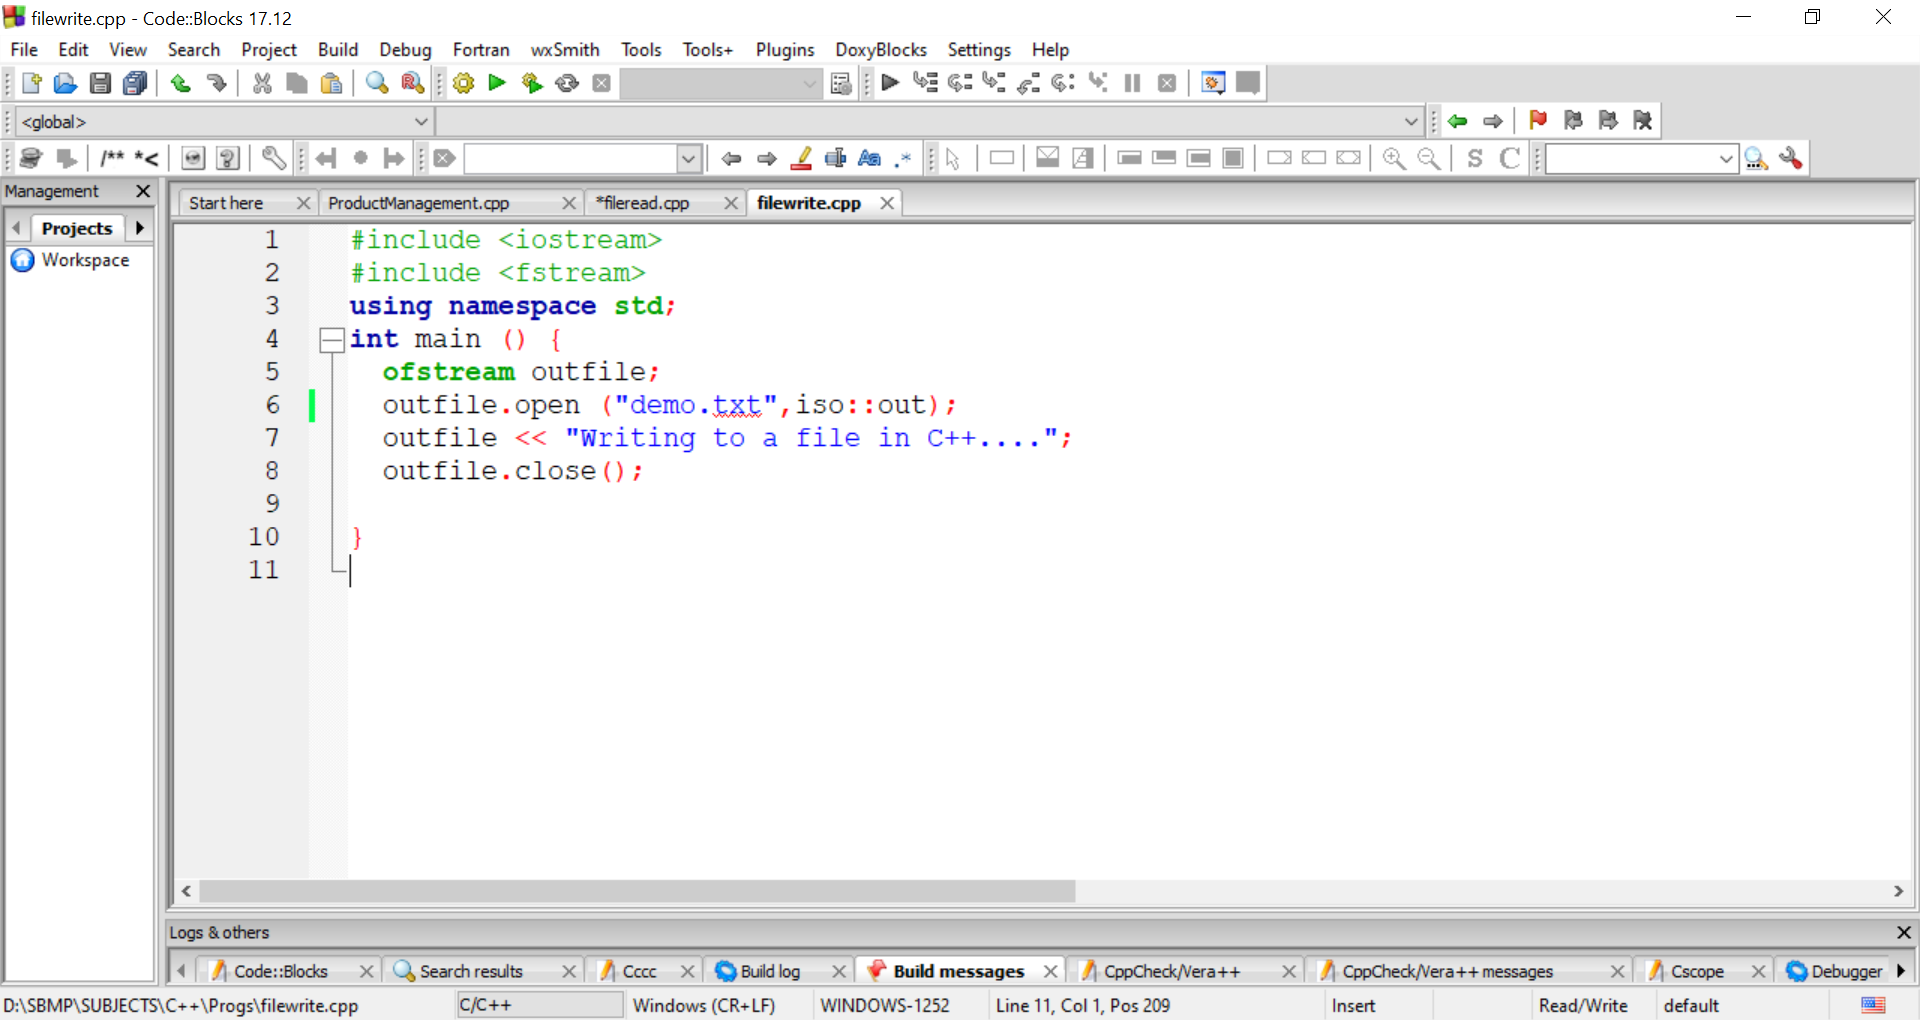 filewrite.cpp - Code::Blocks 17.12
File Edit View Search Project Build Debug Fortran wxSmith Tools Tools+ Plugins DoxyBlocks Settings Help
<global>
/** *<
Aa .*
S C
Management
Projects
Workspace
Start here ProductManagement.cpp *fileread.cpp filewrite.cpp
1 #include <iostream>
2 #include <fstream>
3 using namespace std;
4 int main () {
5 ofstream outfile;
6 outfile.open ("demo.txt",iso::out);
7 outfile << "Writing to a file in C++....";
8 outfile.close();
9
10 }
11
Logs & others
Code::Blocks Search results Cccc Build log Build messages CppCheck/Vera++ CppCheck/Vera++ messages Cscope Debugger
D:\SBMP\SUBJECTS\C++\Progs\filewrite.cpp C/C++ Windows (CR+LF) WINDOWS-1252 Line 11, Col 1, Pos 209 Insert Read/Write default